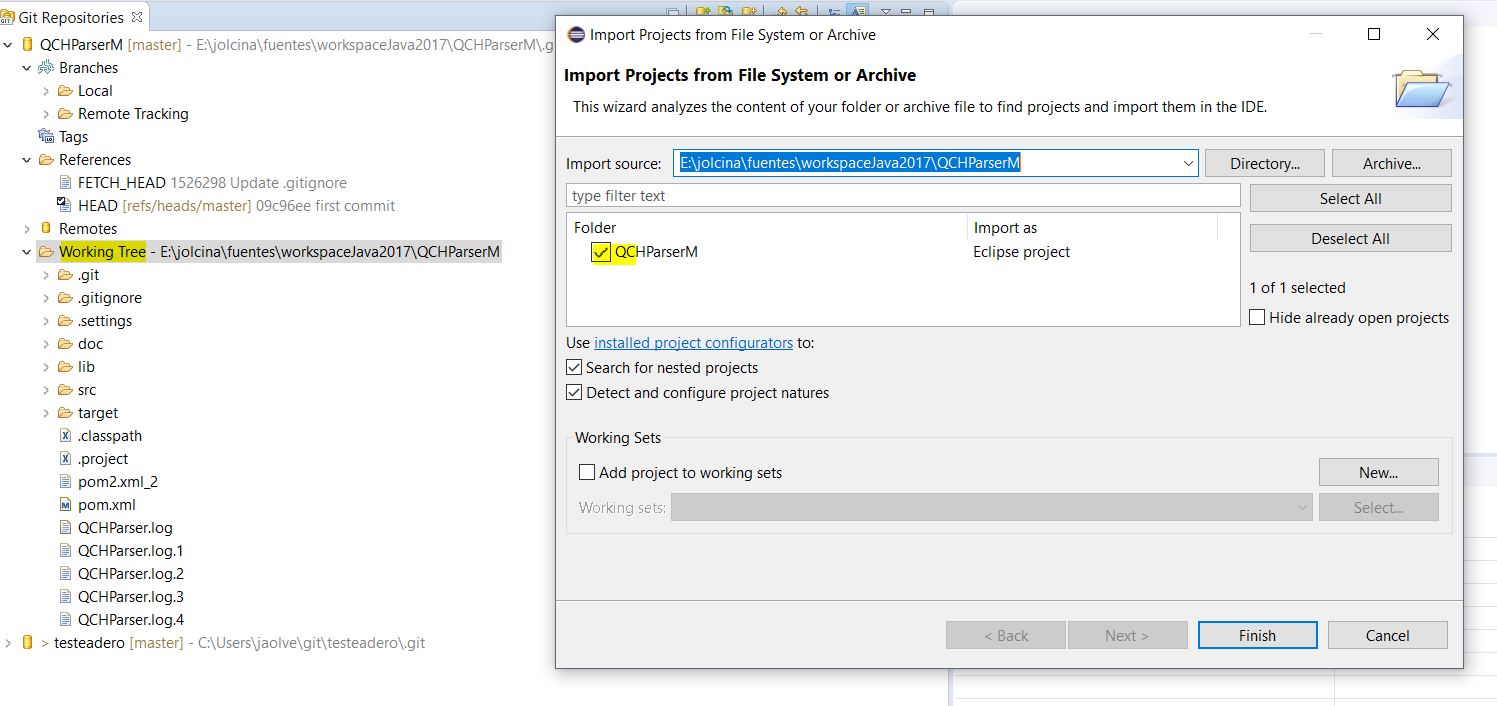 Git Repositories
QCHParserM [master] - E:\jolcina\fuentes\workspaceJava2017\QCHParserM\.g
Branches
Local
Remote Tracking
Tags
References
FETCH_HEAD 1526298 Update .gitignore
HEAD [refs/heads/master] 09c96ee first commit
Remotes
Working Tree - E:\jolcina\fuentes\workspaceJava2017\QCHParserM
.git
.gitignore
.settings
doc
lib
src
target
.classpath
.project
pom2.xml_2
pom.xml
QCHParser.log
QCHParser.log.1
QCHParser.log.2
QCHParser.log.3
QCHParser.log.4
> testeadero [master] - C:\Users\jaolve\git\testeadero\.git
Import Projects from File System or Archive
Import Projects from File System or Archive
This wizard analyzes the content of your folder or archive file to find projects and import them in the IDE.
Import source: E:\jolcina\fuentes\workspaceJava2017\QCHParserM Directory... Archive...
type filter text Select All
Folder Import as
Deselect All
QCHParserM Eclipse project
1 of 1 selected
Hide already open projects
Use installed project configurators to:
Search for nested projects
Detect and configure project natures
Working Sets
Add project to working sets New...
Working sets: Select...
< Back Next > Finish Cancel